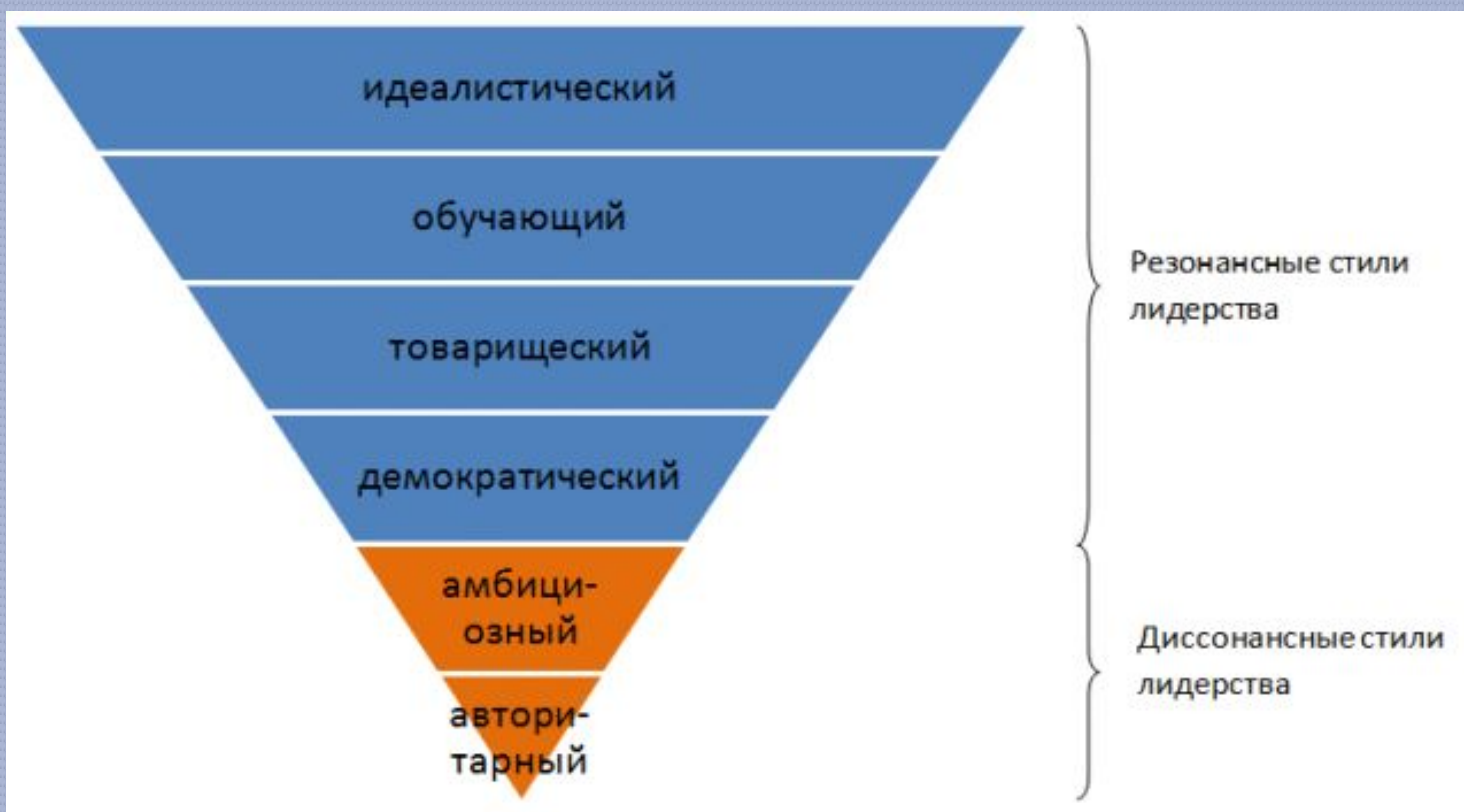 идеалистический
обучающий
товарищеский
демократический
амбици-
озный
автори-
тарный
Резонансные стили
лидерства
Диссонансные стили
лидерства